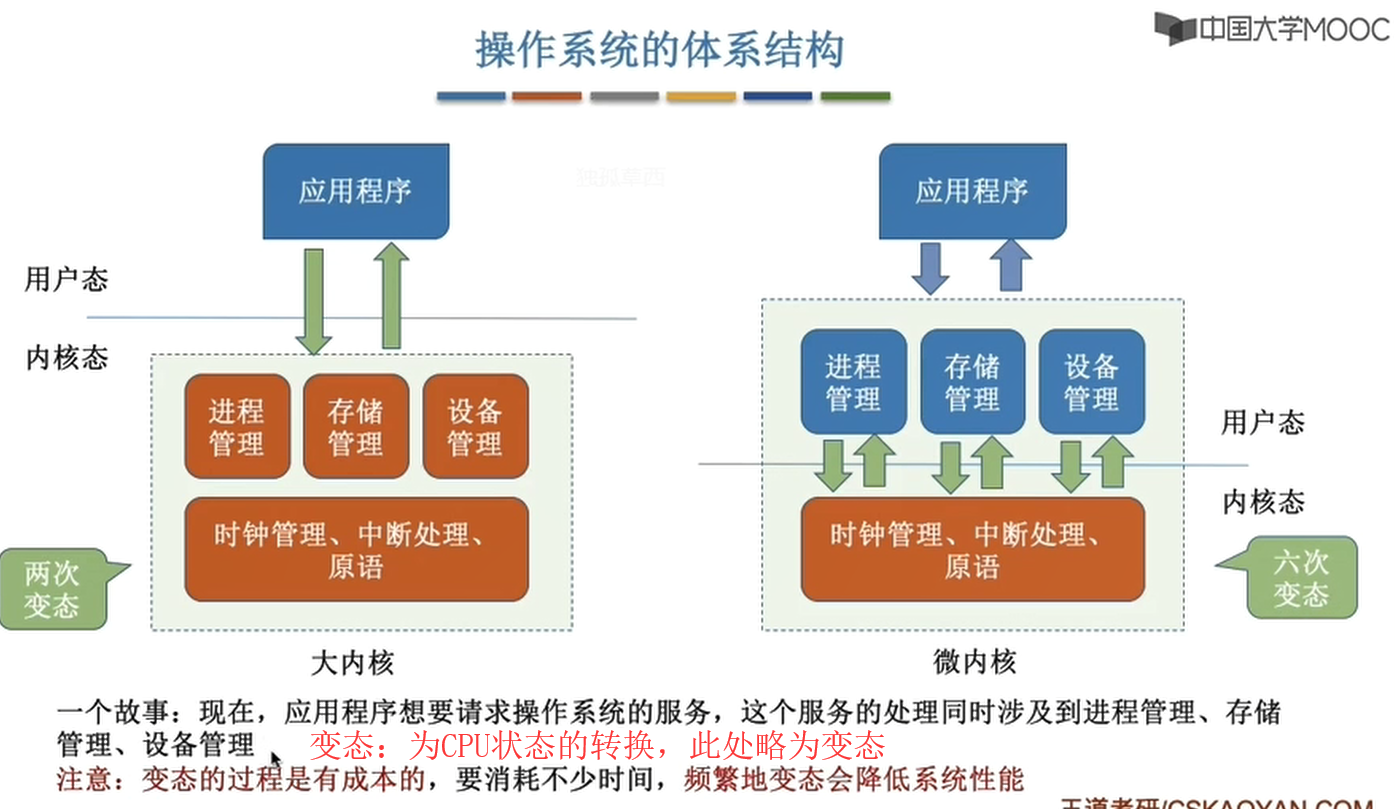 中国大学MOOC
操作系统的体系结构
应用程序
应用程序
用户态
内核态
进程
管理
存储
管理
设备
管理
时钟管理、中断处理、
原语
两次
变态
大内核
进程
管理
存储
管理
设备
管理
用户态
内核态
时钟管理、中断处理、
原语
六次
变态
微内核
一个故事：现在，应用程序想要请求操作系统的服务，这个服务的处理同时涉及到进程管理、存储
管理、设备管理
变态：为CPU状态的转换，此处略为变态
注意：变态的过程是有成本的，要消耗不少时间，频繁地变态会降低系统性能
王道考研/CSKAOYAN.COM